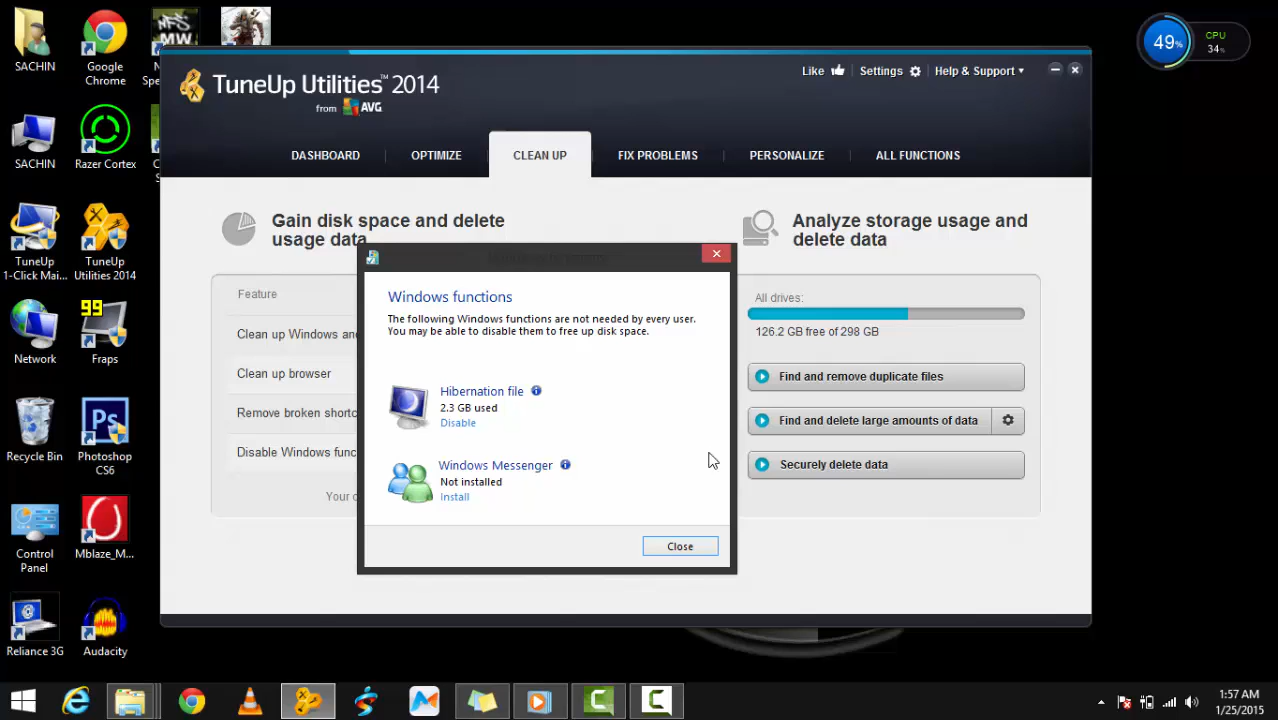 SACHIN
Google
Chrome
SACHIN
Razer Cortex
TuneUp
1-Click Mai...
TuneUp
Utilities 2014
Network
99
Fraps
Recycle Bin
Ps
Photoshop
CS6
Control
Panel
Mblaze_M...
Reliance 3G
Audacity
NFS
MW
TuneUp Utilities™ 2014
from AVG
Like
Settings
Help & Support
DASHBOARD
OPTIMIZE
CLEAN UP
FIX PROBLEMS
PERSONALIZE
ALL FUNCTIONS
Gain disk space and delete
usage data
Feature
Clean up Windows and
Clean up browser
Remove broken shortc
Disable Windows func
Your c
Windows functions
The following Windows functions are not needed by every user.
You may be able to disable them to free up disk space.
Hibernation file
2.3 GB used
Disable
Windows Messenger
Not installed
Install
Close
Analyze storage usage and
delete data
All drives:
126.2 GB free of 298 GB
Find and remove duplicate files
Find and delete large amounts of data
Securely delete data
49%
CPU
34%
1:57 AM
1/25/2015